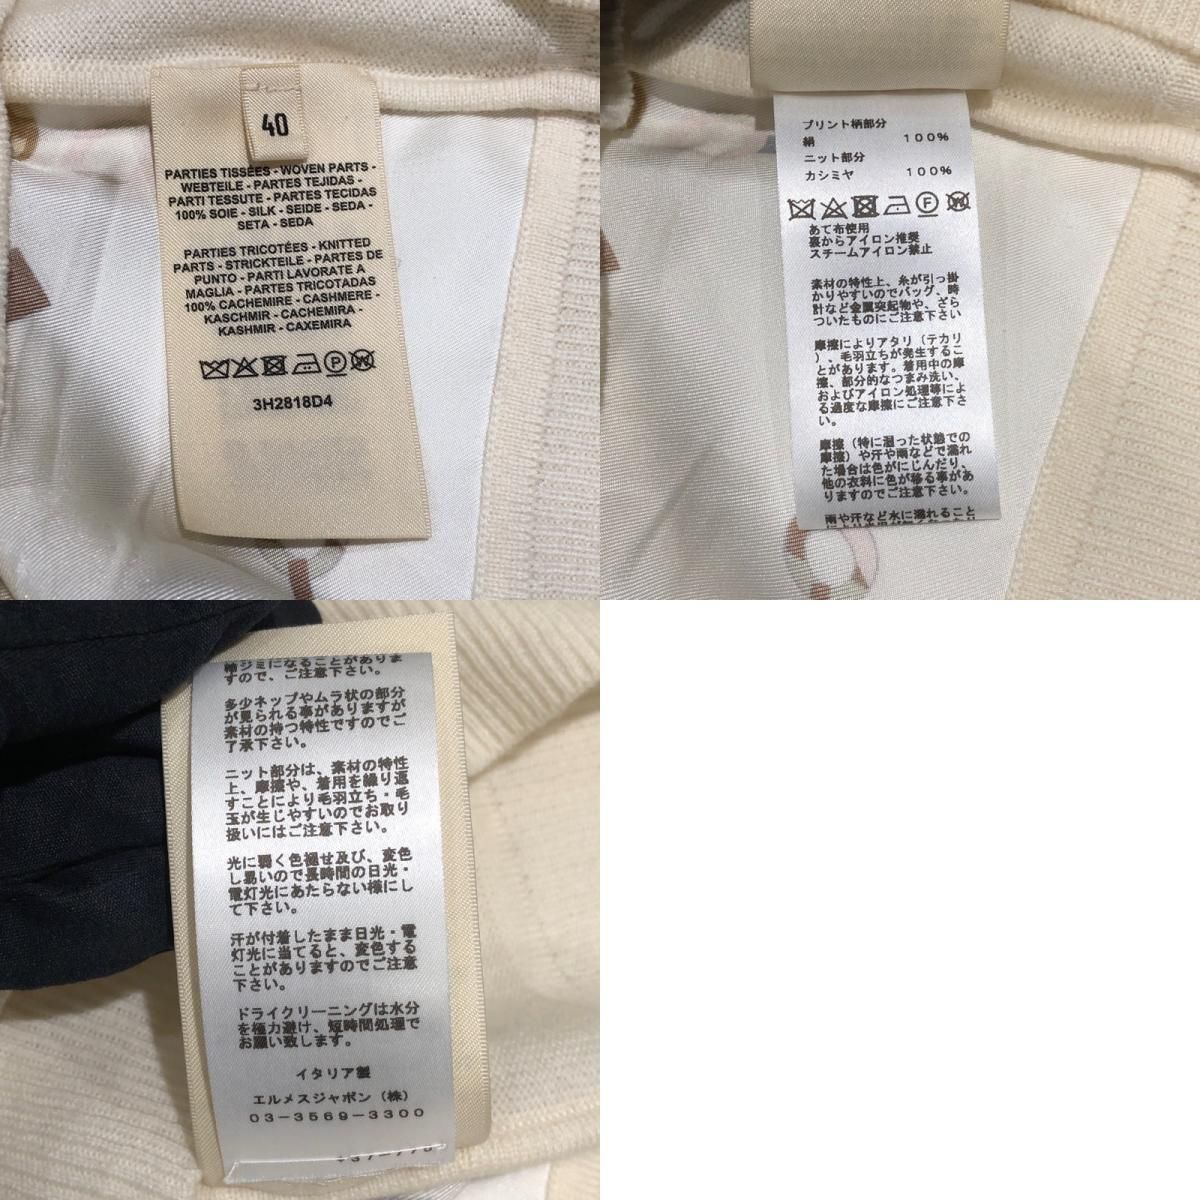 40
PARTIES TISSÉES - WOVEN PARTS -
WEBTEILE - PARTES TEJIDAS -
PARTI TESSUTE - PARTES TECIDAS
100% SOIE - SILK - SEIDE - SEDA -
SETA - SEDA
PARTIES TRICOTÉES - KNITTED
PARTS - STRICKTEILE - PARTES DE
PUNTO - PARTI LAVORATE A
MAGLIA - PARTES TRICOTADAS
100% CACHEMIRE - CASHMERE -
KASCHMIR - CACHEMIRA -
KASHMIR - CAXEMIRA
P W
3H2818D4
プリント柄部分
絹 100%
ニット部分
カシミヤ 100%
F W
あて布使用
裏からアイロン推奨
スチームアイロン禁止
素材の特性上、糸が引っ掛
かりやすいのでバッグ、時
計など金属突起物や、ざら
ついたものにご注意下さい
摩擦によりアタリ（テカリ
）、毛羽立ちが発生するこ
とがあります。着用中の摩
擦、部分的なつまみ洗い、
およびアイロン処理等によ
る過度な摩擦にご注意下さ
い。
摩擦（特に湿った状態での
摩擦）や汗や雨などで濡れ
た場合は色がにじんだり、
他の衣料に色が移る事があ
りますのでご注意下さい。
雨や汗など水に濡れること
輪ジミになることがありま
すので、ご注意下さい。
多少ネップやムラ状の部分
が見られる事がありますが
素材の持つ特性ですのでご
了承下さい。
ニット部分は、素材の特性
上、摩擦や、着用を繰り返
すことにより毛羽立ち・毛
玉が生じやすいのでお取り
扱いにはご注意下さい。
光に弱く色褪せ及び、変色
し易いので長時間の日光・
電灯光にあたらない様にし
て下さい。
汗が付着したまま日光・電
灯光に当てると、変色する
ことがありますのでご注意
下さい。
ドライクリーニングは水分
を極力避け、短時間処理で
お願い致します。
イタリア製
エルメスジャポン（株）
03-3569-3300